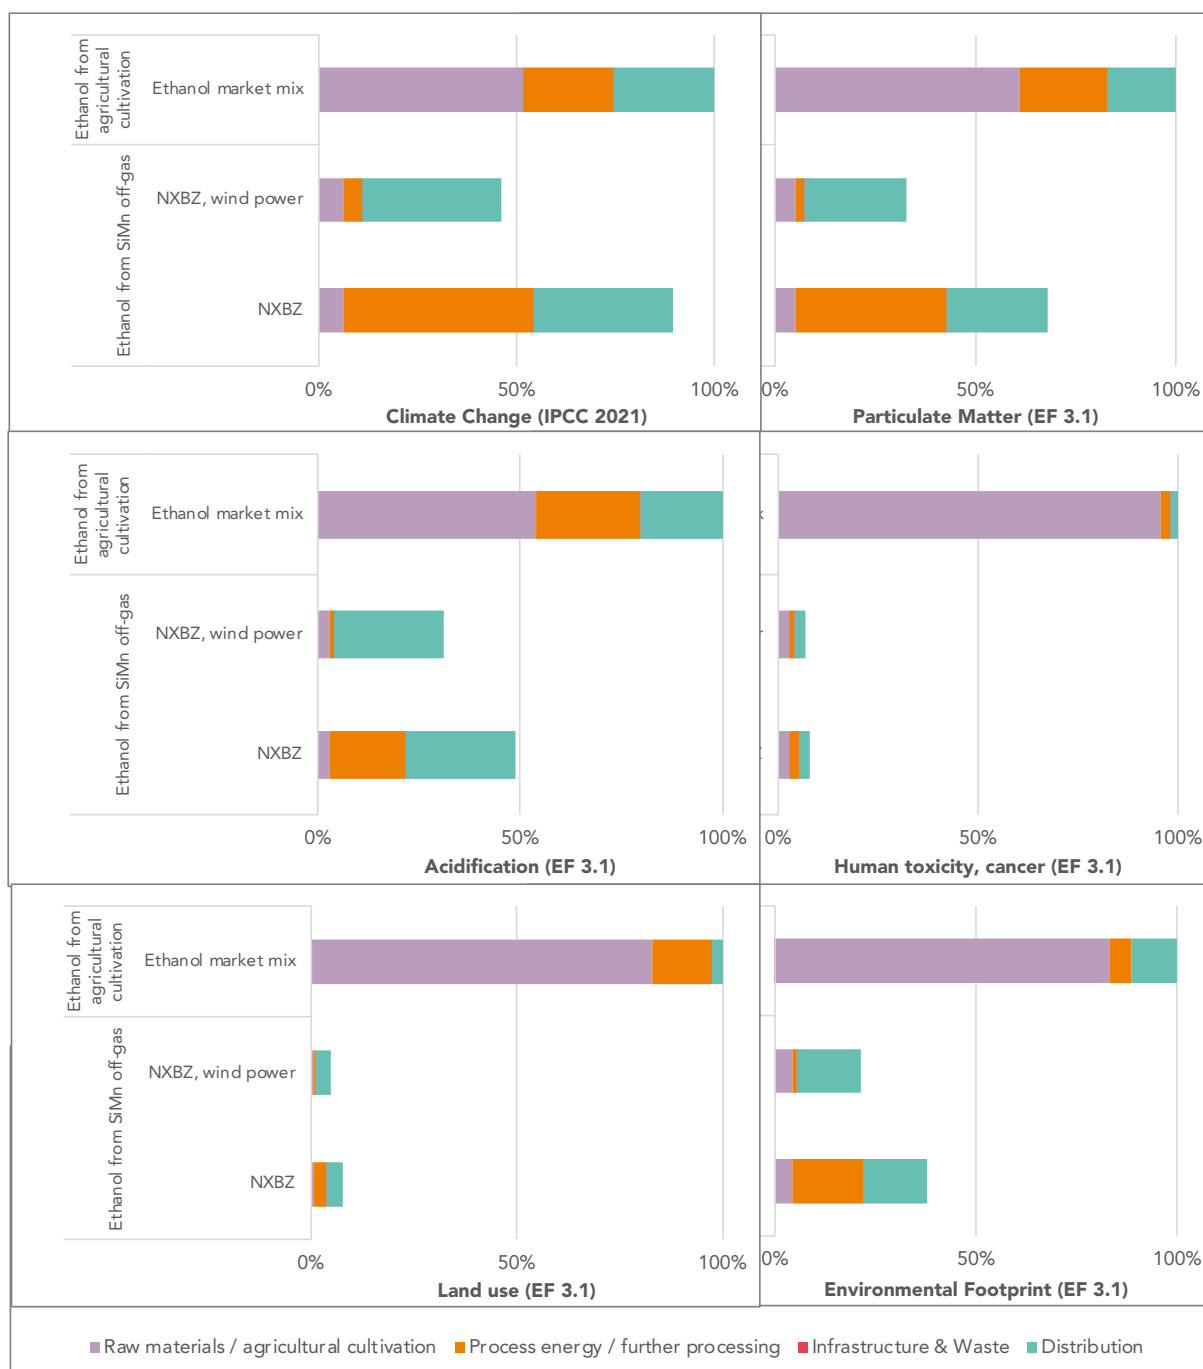 Ethanol from
agricultural
cultivation
Ethanol market mix
Ethanol from SiMn off-gas
NXBZ, wind power
NXBZ
0%
50%
100%
Climate Change (IPCC 2021)
0%
50%
100%
Particulate Matter (EF 3.1)
Ethanol from
agricultural
cultivation
Ethanol market mix
Ethanol from SiMn off-gas
NXBZ, wind power
NXBZ
0%
50%
100%
Acidification (EF 3.1)
0%
50%
100%
Human toxicity, cancer (EF 3.1)
Ethanol from
agricultural
cultivation
Ethanol market mix
Ethanol from SiMn off-gas
NXBZ, wind power
NXBZ
0%
50%
100%
Land use (EF 3.1)
0%
50%
100%
Environmental Footprint (EF 3.1)
Raw materials / agricultural cultivation
Process energy / further processing
Infrastructure & Waste
Distribution